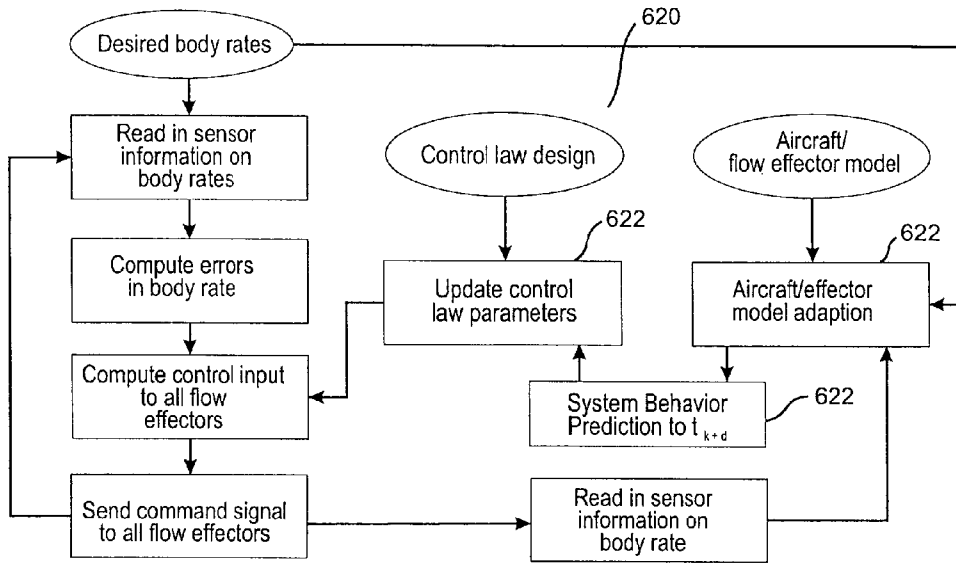 620
Desired body rates
Read in sensor
information on
body rates
Control law design
Aircraft/
flow effector model
622
622
Compute errors
in body rate
Update control
law parameters
Aircraft/effector
model adaption
Compute control input
to all flow
effectors
System Behavior
Prediction to t k+d
622
Send command signal
to all flow effectors
Read in sensor
information on
body rate